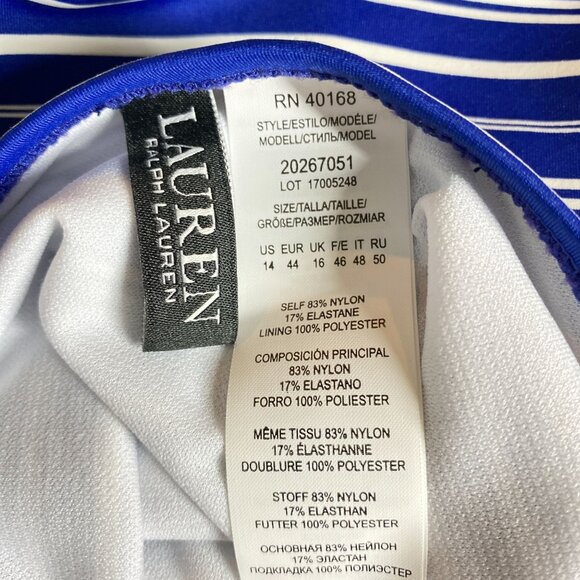 LAUREN
RALPH LAUREN
RN 40168
STYLE/ESTILO/MODÈLE/
MODELL/СТИЛЬ/MODEL
20267051
LOT 17005248
SIZE/TALLA/TAILLE/
GRÖßE/РАЗМЕР/ROZMIAR
US EUR UK F/E IT RU
14 44 16 46 48 50
SELF 83% NYLON
17% ELASTANE
LINING 100% POLYESTER
COMPOSICIÓN PRINCIPAL
83% NYLON
17% ELASTANO
FORRO 100% POLIESTER
MÊME TISSU 83% NYLON
17% ÉLASTHANNE
DOUBLURE 100% POLYESTER
STOFF 83% NYLON
17% ELASTHAN
FUTTER 100% POLYESTER
ОСНОВНАЯ 83% НЕЙЛОН
17% ЭЛАСТАН
ПОДКЛАДКА 100% ПОЛИЭСТЕР